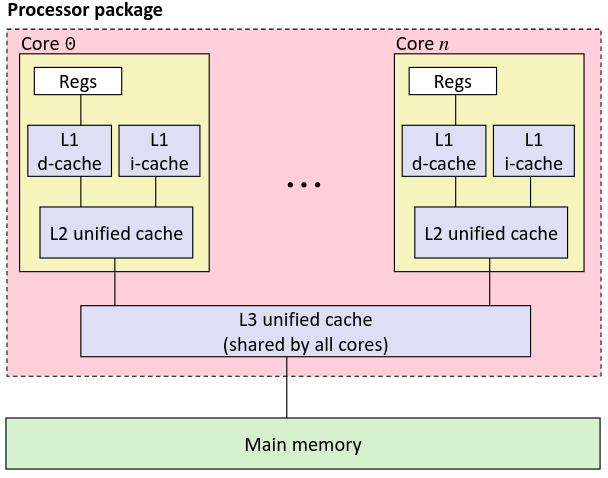 Processor package
Core 0
Regs
L1
d-cache
L1
i-cache
L2 unified cache
...
Core n
Regs
L1
d-cache
L1
i-cache
L2 unified cache
L3 unified cache
(shared by all cores)
Main memory